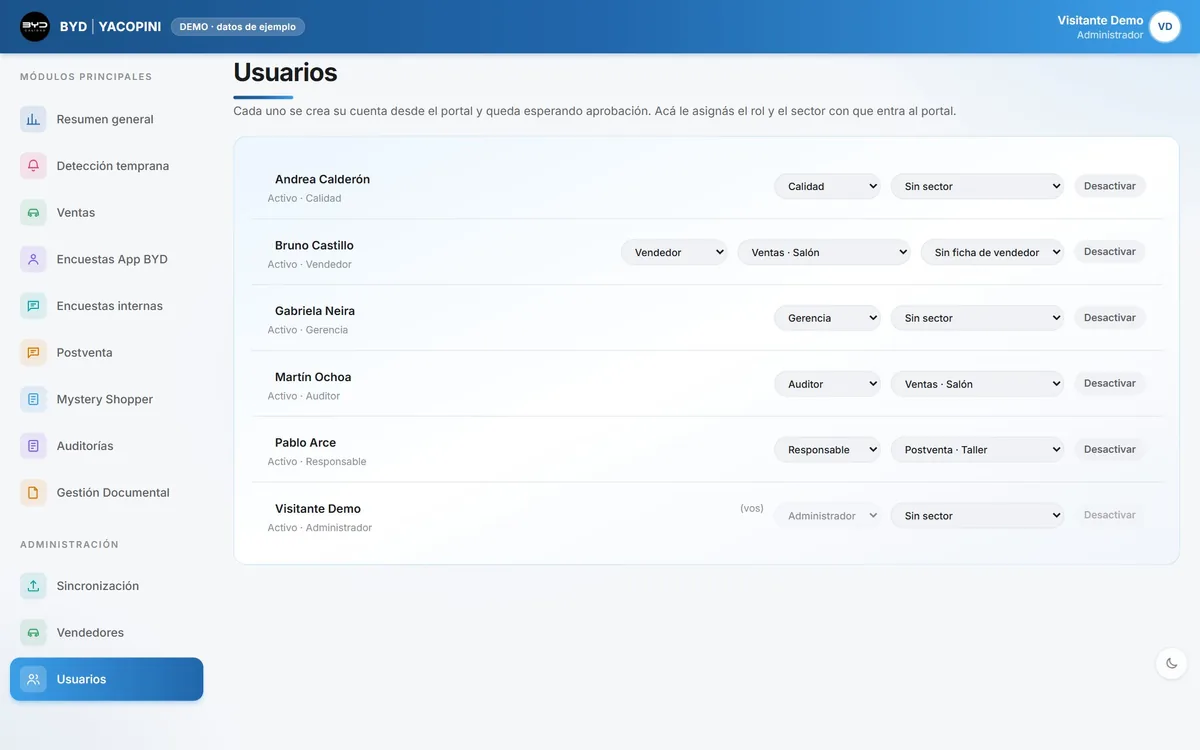 BYD
BYD | YACOPINI
DEMO · datos de ejemplo
Visitante Demo
Administrador
VD
MÓDULOS PRINCIPALES
Resumen general
Detección temprana
Ventas
Encuestas App BYD
Encuestas internas
Postventa
Mystery Shopper
Auditorías
Gestión Documental
ADMINISTRACIÓN
Sincronización
Vendedores
Usuarios
Usuarios
Cada uno se crea su cuenta desde el portal y queda esperando aprobación. Acá le asignás el rol y el sector con que entra al portal.
Andrea Calderón
Activo · Calidad
Calidad
Sin sector
Desactivar
Bruno Castillo
Activo · Vendedor
Vendedor
Ventas · Salón
Sin ficha de vendedor
Desactivar
Gabriela Neira
Activo · Gerencia
Gerencia
Sin sector
Desactivar
Martín Ochoa
Activo · Auditor
Auditor
Ventas · Salón
Desactivar
Pablo Arce
Activo · Responsable
Responsable
Postventa · Taller
Desactivar
Visitante Demo
Activo · Administrador
(vos)
Administrador
Sin sector
Desactivar